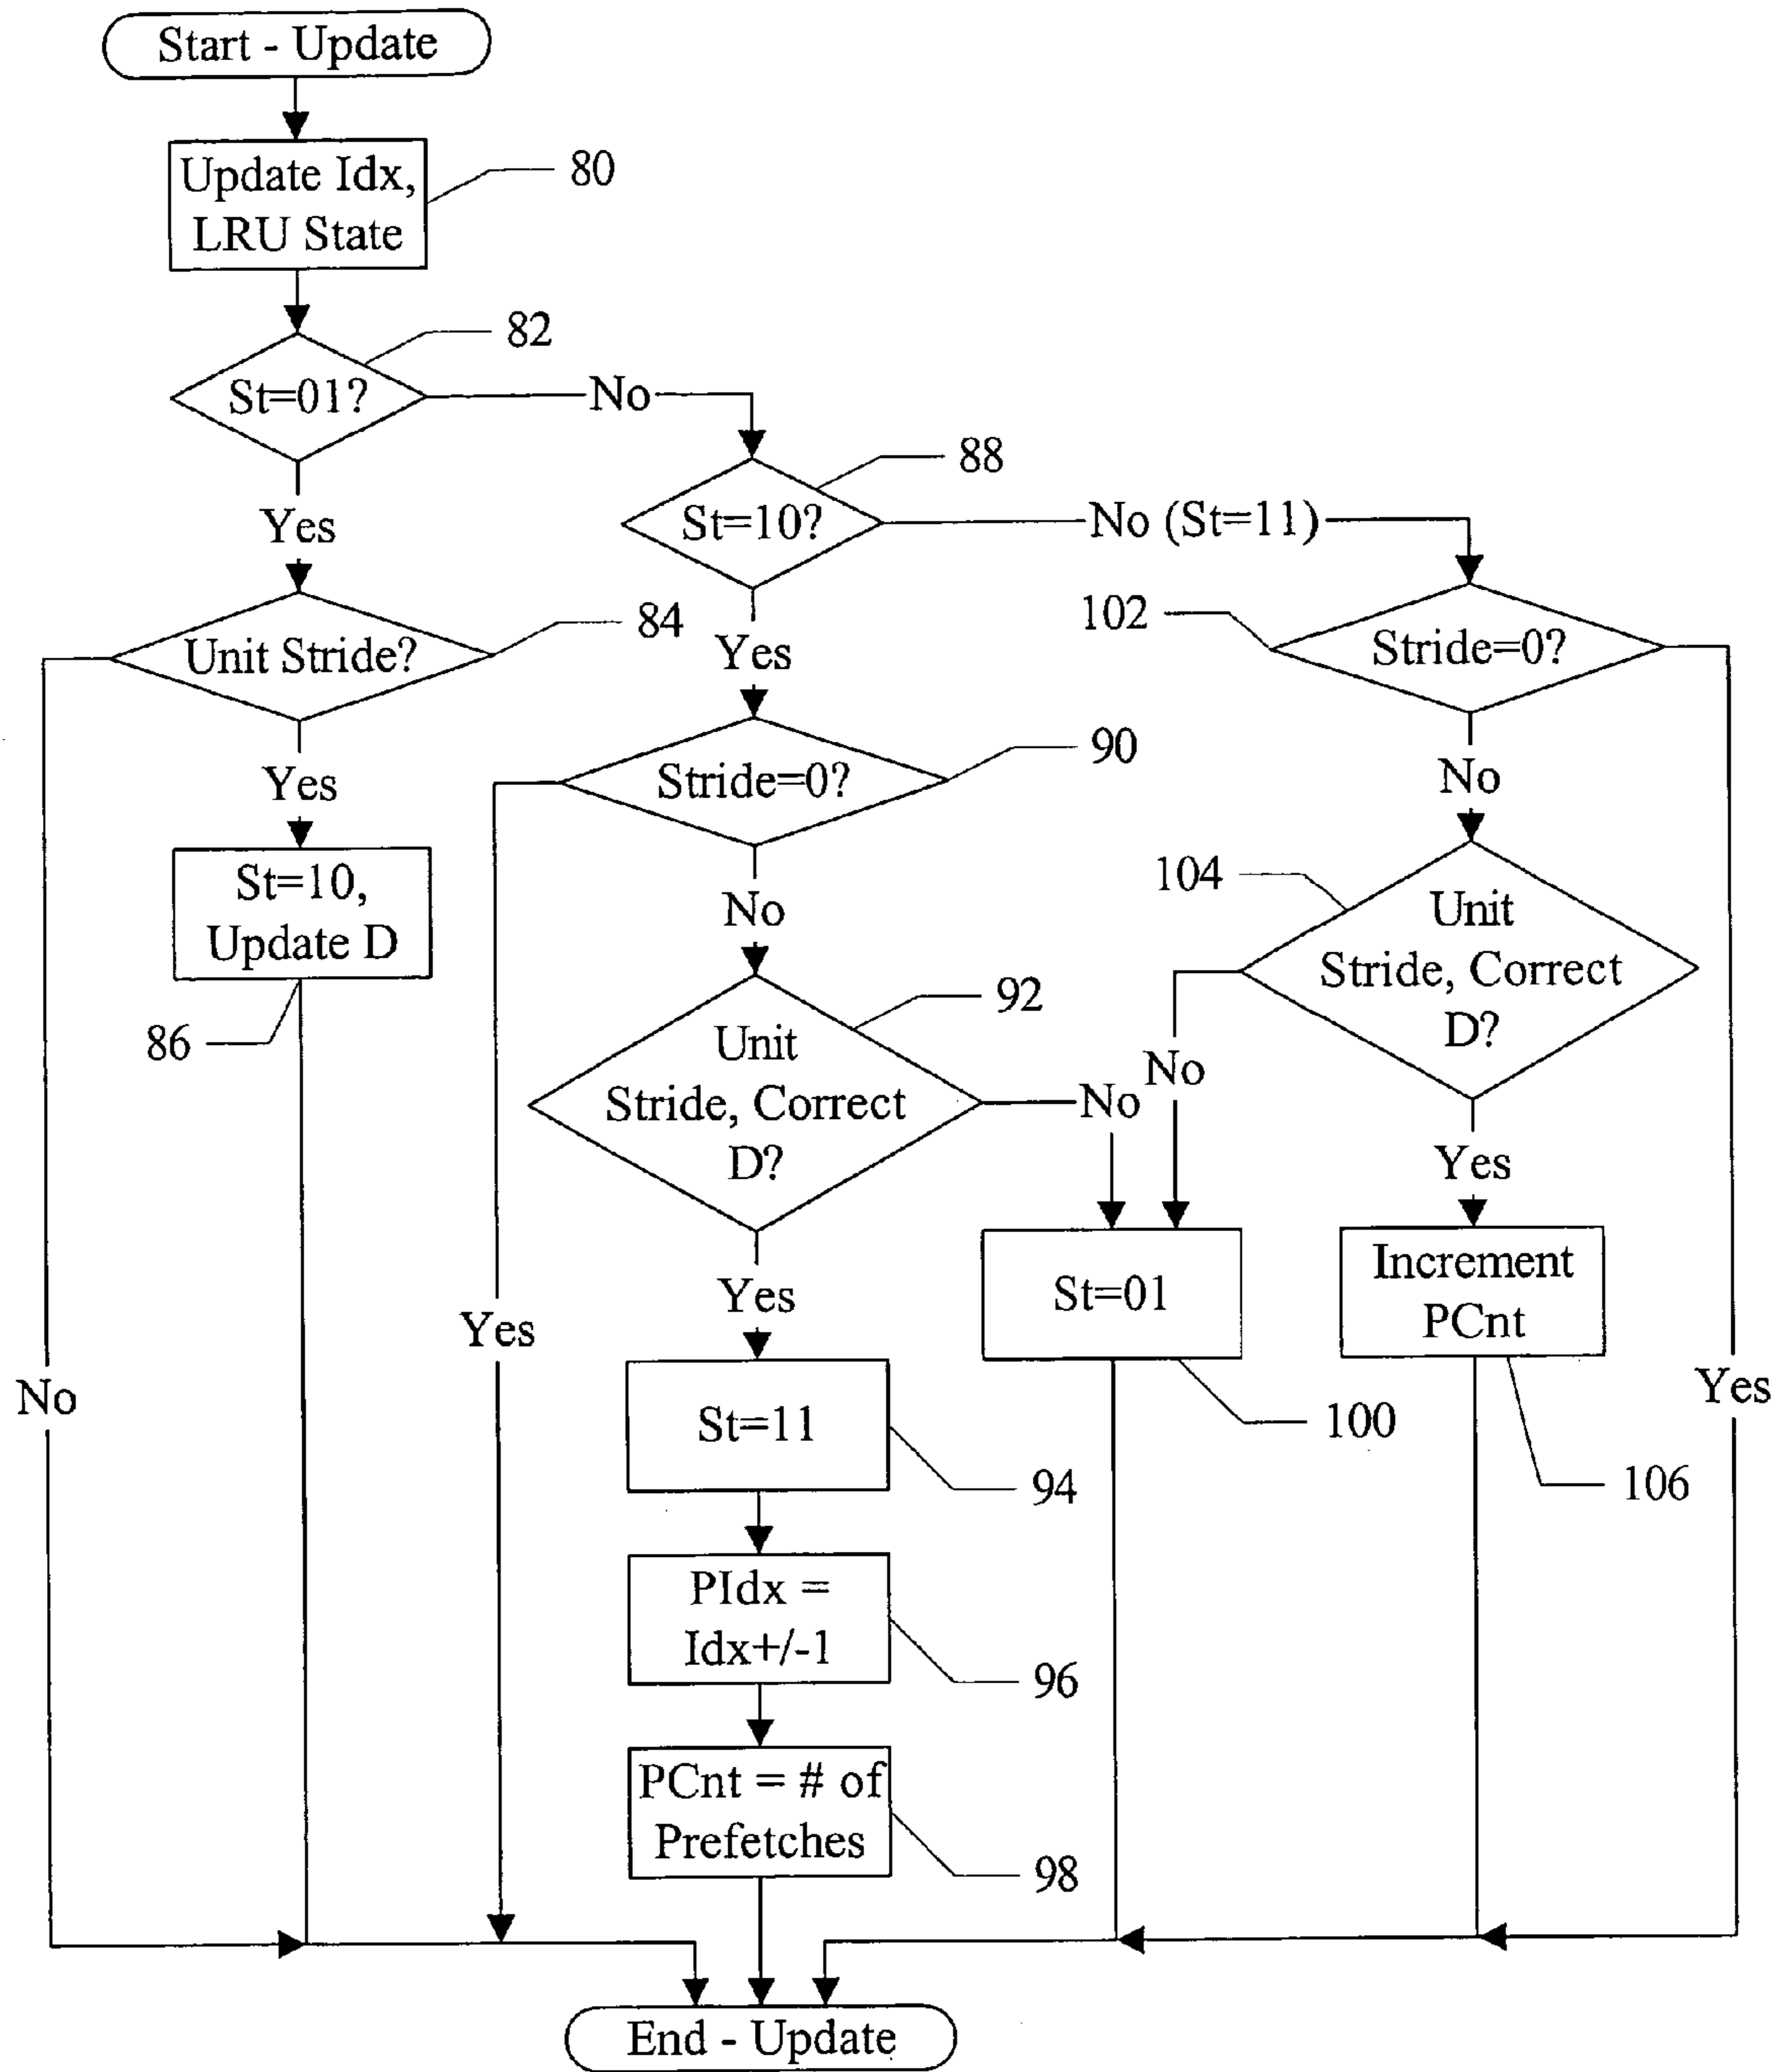 Start - Update
Update Idx,
LRU State
80
St=01?
82
No
Yes
St=10?
88
No (St=11)
Unit Stride?
84
Yes
Stride=0?
102
Yes
No
Stride=0?
90
No
St=10,
Update D
86
No
Unit
Stride, Correct
D?
104
Unit
Stride, Correct
D?
92
No
No
Yes
Yes
Yes
St=01
100
Increment
PCnt
106
No
Yes
St=11
94
PIdx =
Idx+/-1
96
PCnt = # of
Prefetches
98
Yes
End - Update